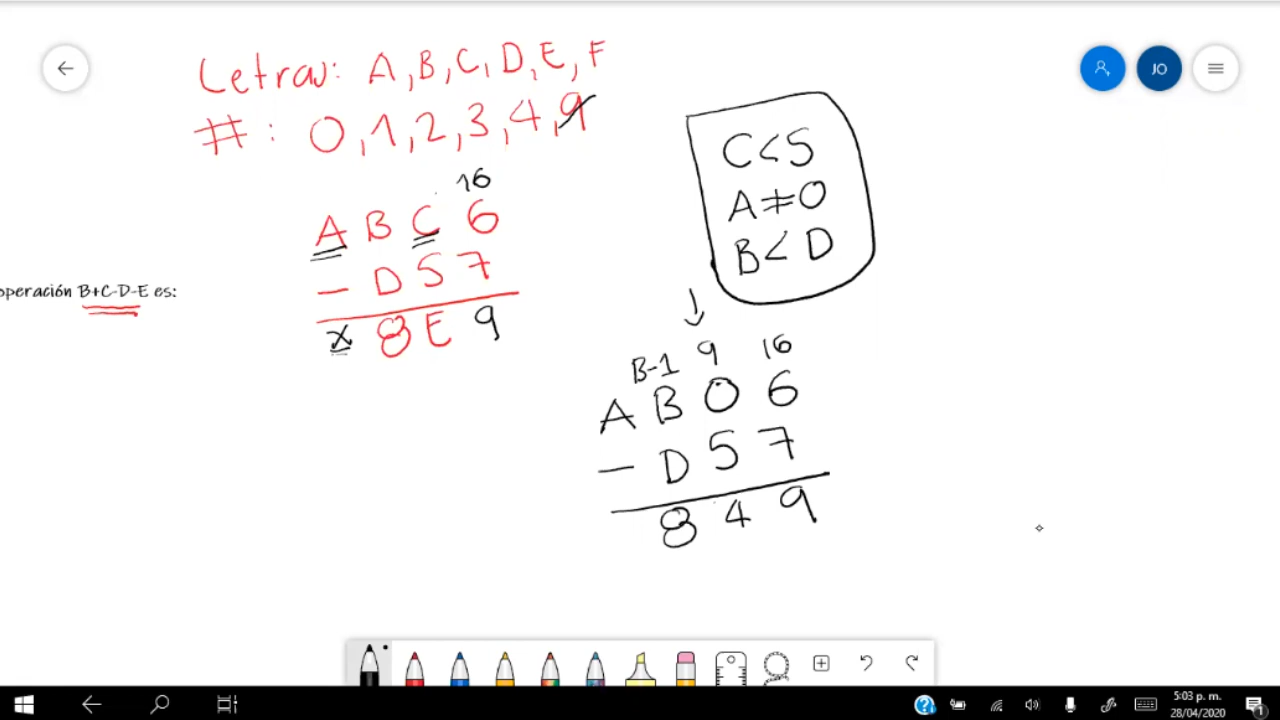 Letras: A, B, C, D, E, F
#: 0, 1, 2, 3, 4, 9
16
A B C 6
- D 5 7
x 8 E 9
operación B+C-D-E es:
C<5
A≠0
B<D
↓
B-1 9 16
A B 0 6
- D 5 7
8 4 9
JO
5:03 p. m.
28/04/2020